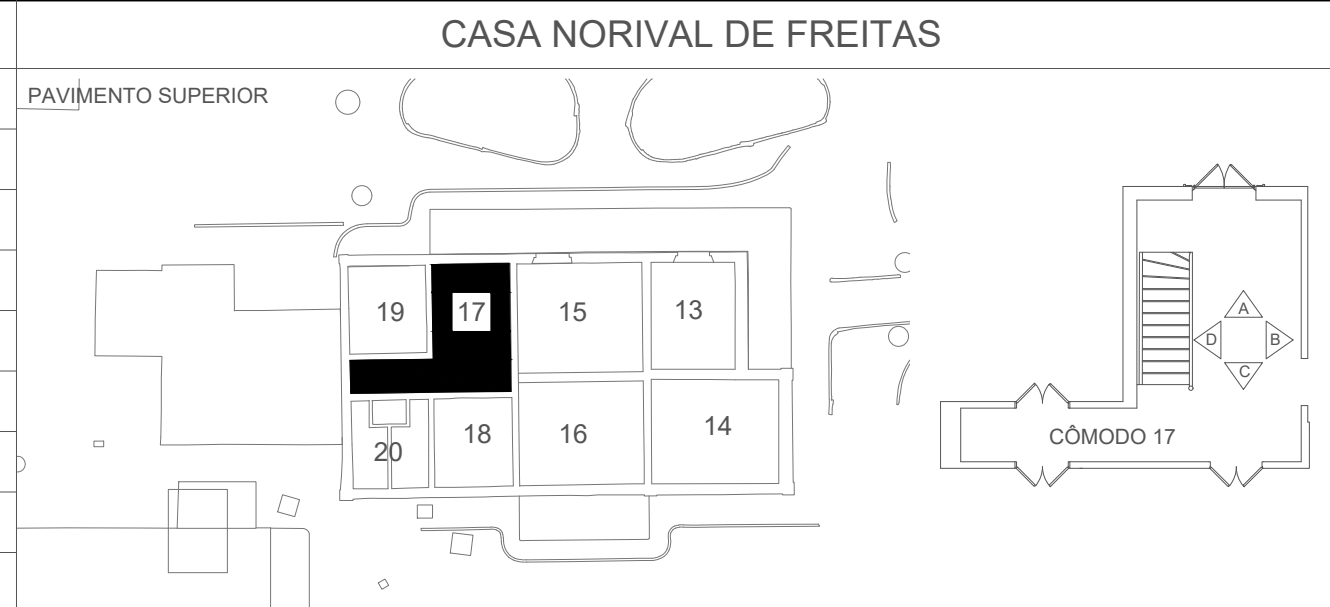 CASA NORIVAL DE FREITAS
PAVIMENTO SUPERIOR
19
17
15
13
20
18
16
14
A
D
B
C
CÔMODO 17